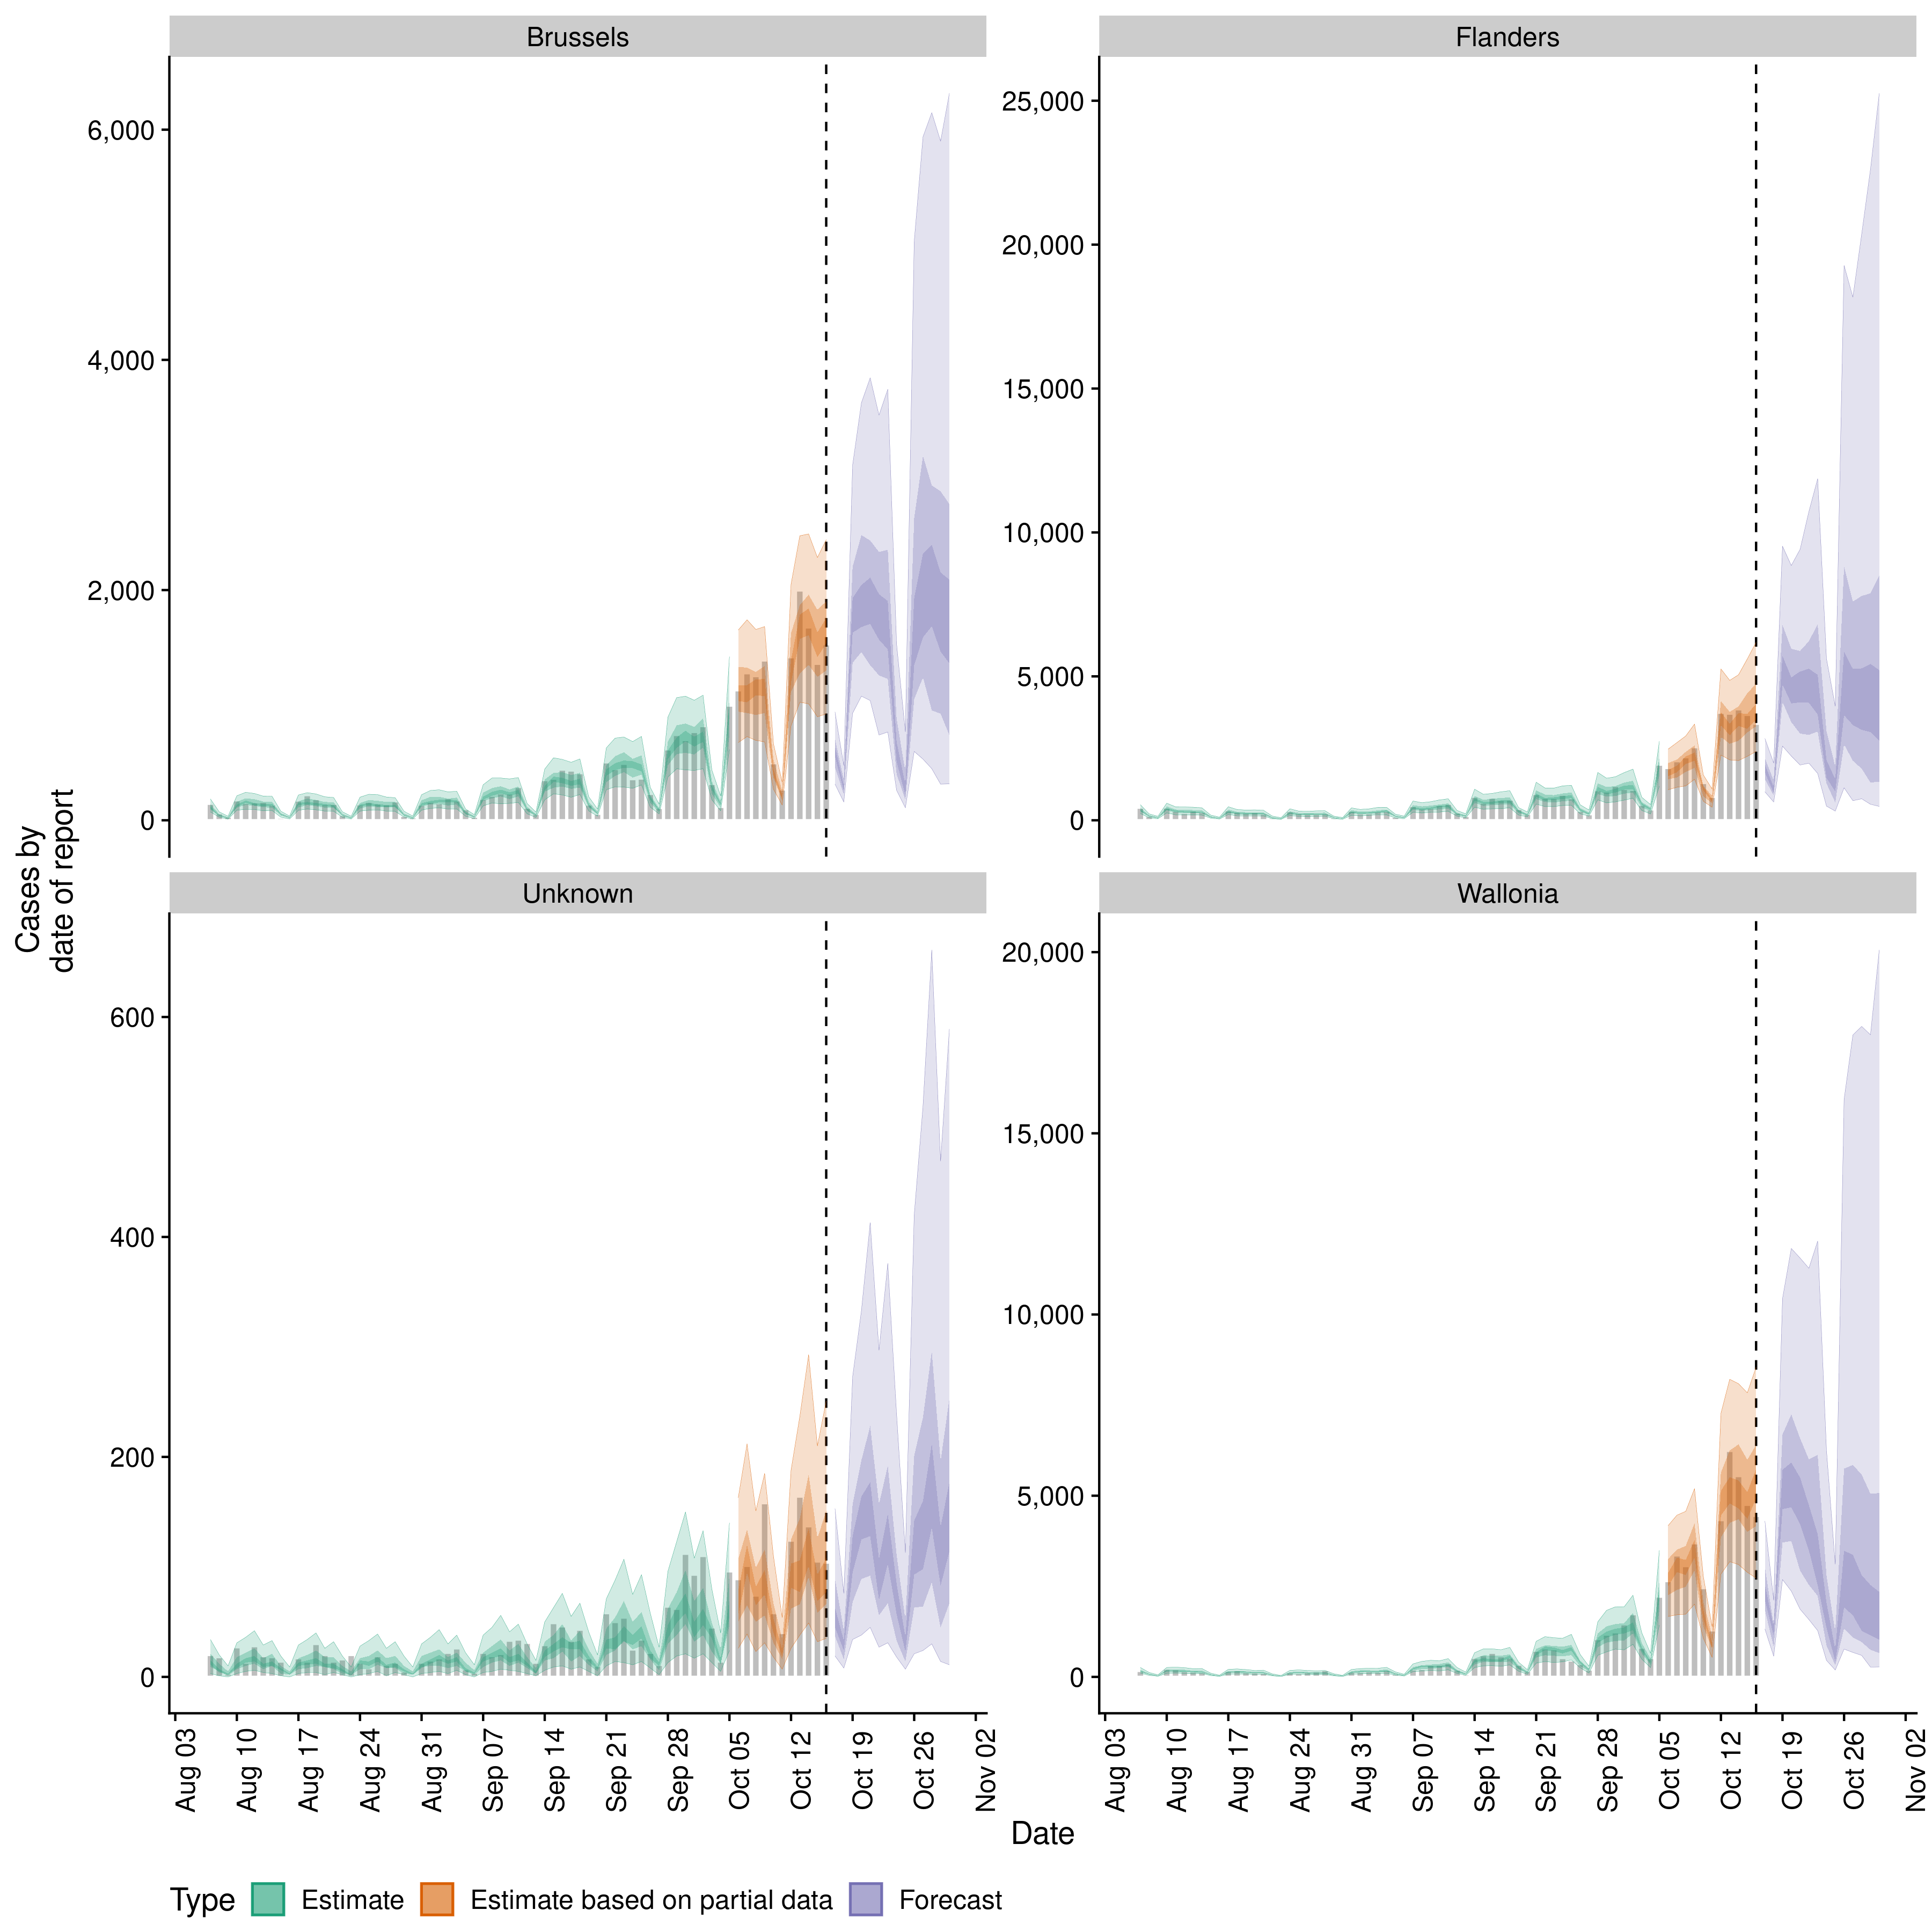 Brussels
Flanders
6,000
4,000
2,000
0
25,000
20,000
15,000
10,000
5,000
0
Cases by
date of report
Unknown
Wallonia
600
400
200
0
20,000
15,000
10,000
5,000
0
Aug 03
Aug 10
Aug 17
Aug 24
Aug 31
Sep 07
Sep 14
Sep 21
Sep 28
Oct 05
Oct 12
Oct 19
Oct 26
Nov 02
Aug 03
Aug 10
Aug 17
Aug 24
Aug 31
Sep 07
Sep 14
Sep 21
Sep 28
Oct 05
Oct 12
Oct 19
Oct 26
Nov 02
Date
Type Estimate Estimate based on partial data Forecast